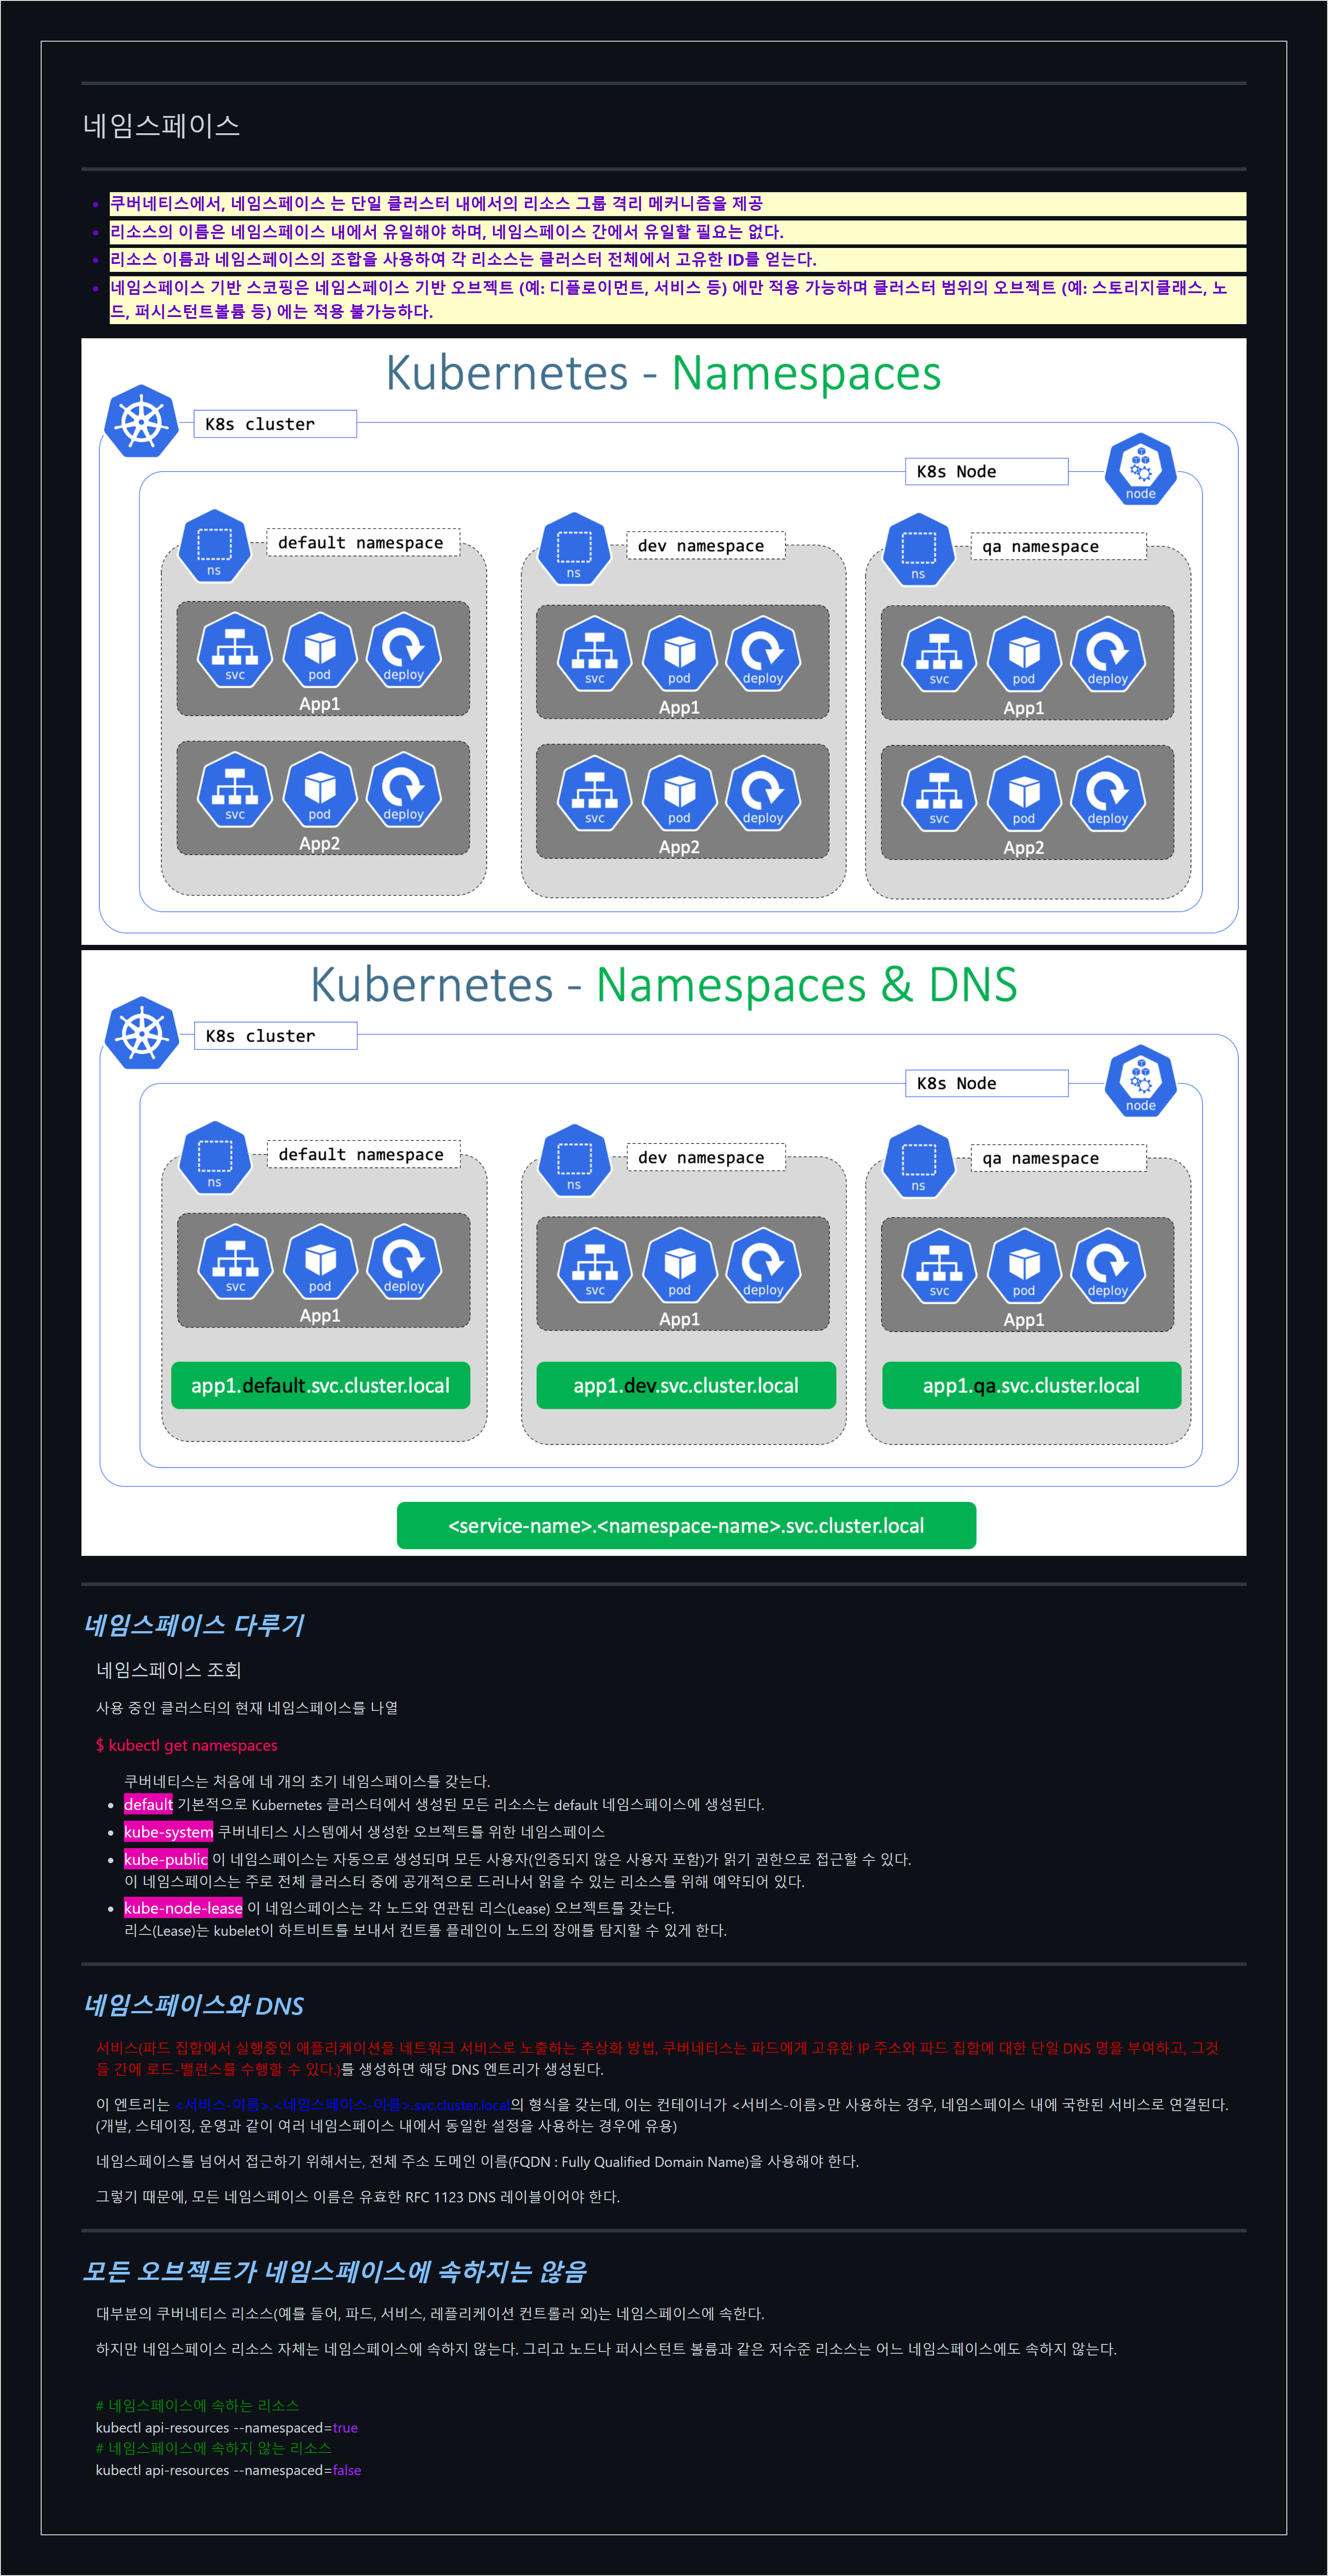 네임스페이스
쿠버네티스에서, 네임스페이스 는 단일 클러스터 내에서의 리소스 그룹 격리 메커니즘을 제공
리소스의 이름은 네임스페이스 내에서 유일해야 하며, 네임스페이스 간에서 유일할 필요는 없다.
리소스 이름과 네임스페이스의 조합을 사용하여 각 리소스는 클러스터 전체에서 고유한 ID를 얻는다.
네임스페이스 기반 스코핑은 네임스페이스 기반 오브젝트 (예: 디플로이먼트, 서비스 등) 에만 적용 가능하며 클러스터 범위의 오브젝트 (예: 스토리지클래스, 노
드, 퍼시스턴트볼륨 등) 에는 적용 불가능하다.
Kubernetes - Namespaces
K8s cluster
K8s Node
node
default namespace
dev namespace
qa namespace
ns
ns
ns
svc pod deploy
svc pod deploy
svc pod deploy
App1
App1
App1
svc pod deploy
svc pod deploy
svc pod deploy
App2
App2
App2
Kubernetes - Namespaces & DNS
K8s cluster
K8s Node
node
default namespace
dev namespace
qa namespace
ns
ns
ns
svc pod deploy
svc pod deploy
svc pod deploy
App1
App1
App1
app1.default.svc.cluster.local
app1.dev.svc.cluster.local
app1.qa.svc.cluster.local
<service-name>.<namespace-name>.svc.cluster.local
네임스페이스 다루기
네임스페이스 조회
사용 중인 클러스터의 현재 네임스페이스를 나열
$ kubectl get namespaces
쿠버네티스는 처음에 네 개의 초기 네임스페이스를 갖는다.
default 기본적으로 Kubernetes 클러스터에서 생성된 모든 리소스는 default 네임스페이스에 생성된다.
kube-system 쿠버네티스 시스템에서 생성한 오브젝트를 위한 네임스페이스
kube-public 이 네임스페이스는 자동으로 생성되며 모든 사용자(인증되지 않은 사용자 포함)가 읽기 권한으로 접근할 수 있다.
이 네임스페이스는 주로 전체 클러스터 중에 공개적으로 드러나서 읽을 수 있는 리소스를 위해 예약되어 있다.
kube-node-lease 이 네임스페이스는 각 노드와 연관된 리스(Lease) 오브젝트를 갖는다.
리스(Lease)는 kubelet이 하트비트를 보내서 컨트롤 플레인이 노드의 장애를 탐지할 수 있게 한다.
네임스페이스와 DNS
서비스(파드 집합에서 실행중인 애플리케이션을 네트워크 서비스로 노출하는 추상화 방법, 쿠버네티스는 파드에게 고유한 IP 주소와 파드 집합에 대한 단일 DNS 명을 부여하고, 그것
들 간에 로드-밸런스를 수행할 수 있다.)를 생성하면 해당 DNS 엔트리가 생성된다.
이 엔트리는 <서비스-이름>.<네임스페이스-이름>.svc.cluster.local의 형식을 갖는데, 이는 컨테이너가 <서비스-이름>만 사용하는 경우, 네임스페이스 내에 국한된 서비스로 연결된다.
(개발, 스테이징, 운영과 같이 여러 네임스페이스 내에서 동일한 설정을 사용하는 경우에 유용)
네임스페이스를 넘어서 접근하기 위해서는, 전체 주소 도메인 이름(FQDN : Fully Qualified Domain Name)을 사용해야 한다.
그렇기 때문에, 모든 네임스페이스 이름은 유효한 RFC 1123 DNS 레이블이어야 한다.
모든 오브젝트가 네임스페이스에 속하지는 않음
대부분의 쿠버네티스 리소스(예를 들어, 파드, 서비스, 레플리케이션 컨트롤러 외)는 네임스페이스에 속한다.
하지만 네임스페이스 리소스 자체는 네임스페이스에 속하지 않는다. 그리고 노드나 퍼시스턴트 볼륨과 같은 저수준 리소스는 어느 네임스페이스에도 속하지 않는다.
# 네임스페이스에 속하는 리소스
kubectl api-resources --namespaced=true
# 네임스페이스에 속하지 않는 리소스
kubectl api-resources --namespaced=false